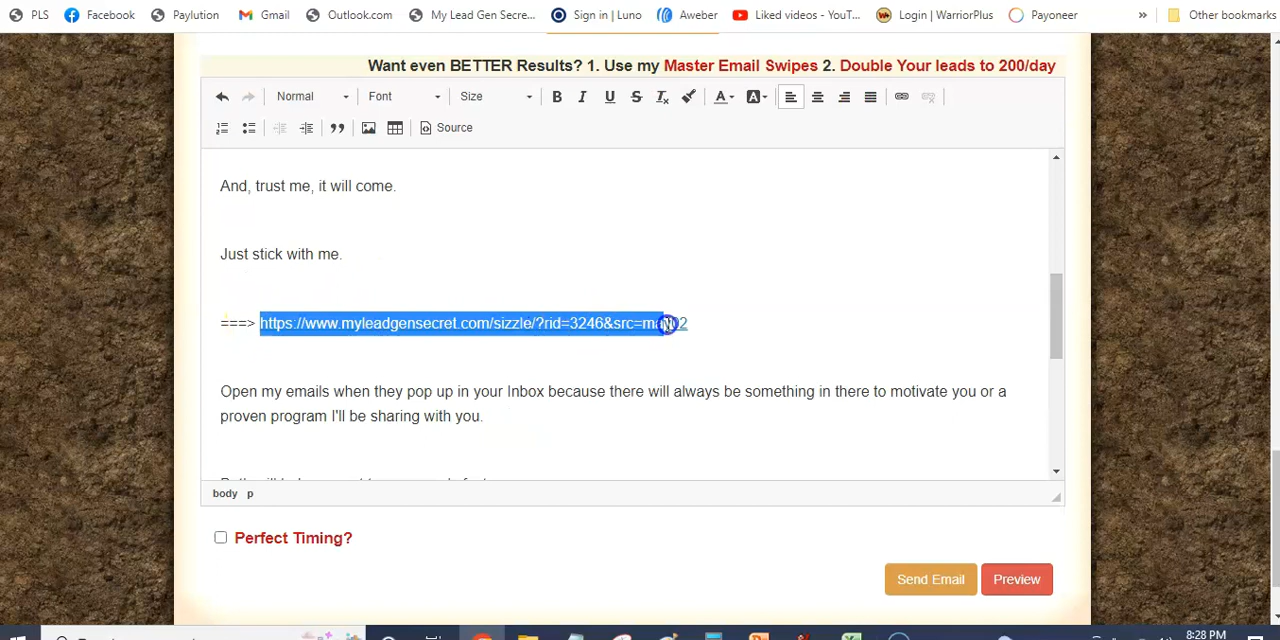 PLS Facebook Paylution Gmail Outlook.com My Lead Gen Secre... Sign in | Luno Aweber Liked videos - YouT... Login | WarriorPlus Payoneer » Other bookmarks
Want even BETTER Results? 1. Use my Master Email Swipes 2. Double Your leads to 200/day
Normal Font Size B I U S Ix A A
Source
And, trust me, it will come.
Just stick with me.
===> https://www.myleadgensecret.com/sizzle/?rid=3246&src=may02
Open my emails when they pop up in your Inbox because there will always be something in there to motivate you or a
proven program I'll be sharing with you.
body p
Perfect Timing?
Send Email Preview
8:28 PM